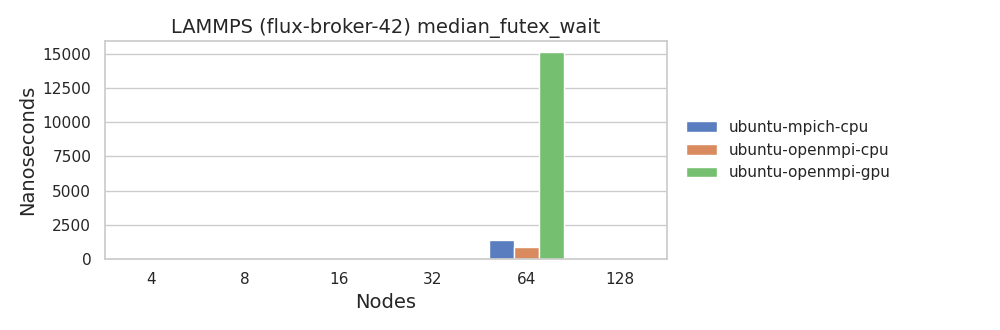 LAMMPS (flux-broker-42) median_futex_wait
15000
12500
10000
7500
5000
2500
0
Nanoseconds
4 8 16 32 64 128
Nodes
ubuntu-mpich-cpu
ubuntu-openmpi-cpu
ubuntu-openmpi-gpu